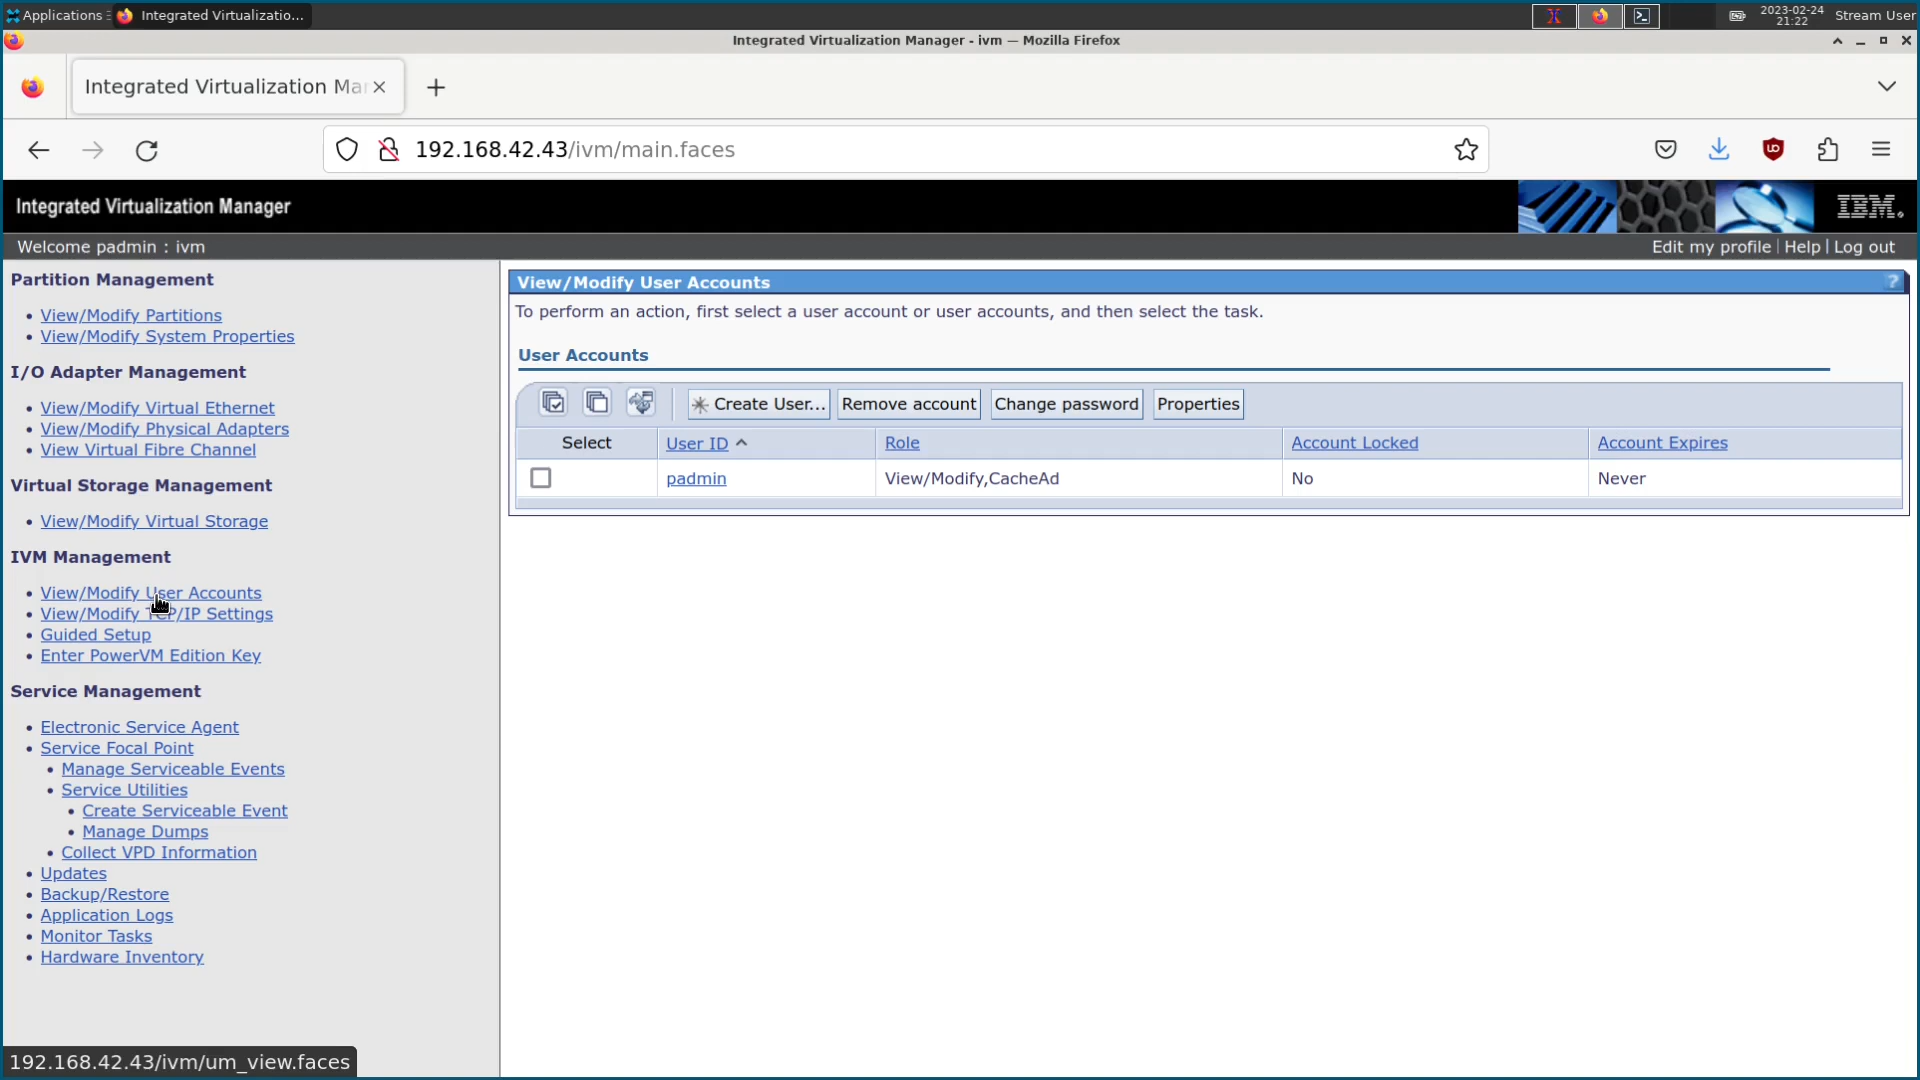 Applications
Integrated Virtualizatio...
2023-02-24
21:22
Stream User
Integrated Virtualization Manager - ivm — Mozilla Firefox
Integrated Virtualization Ma
192.168.42.43/ivm/main.faces
Integrated Virtualization Manager
IBM.
Welcome padmin : ivm
Edit my profile | Help | Log out
Partition Management
View/Modify Partitions
View/Modify System Properties
I/O Adapter Management
View/Modify Virtual Ethernet
View/Modify Physical Adapters
View Virtual Fibre Channel
Virtual Storage Management
View/Modify Virtual Storage
IVM Management
View/Modify User Accounts
View/Modify TCP/IP Settings
Guided Setup
Enter PowerVM Edition Key
Service Management
Electronic Service Agent
Service Focal Point
Manage Serviceable Events
Service Utilities
Create Serviceable Event
Manage Dumps
Collect VPD Information
Updates
Backup/Restore
Application Logs
Monitor Tasks
Hardware Inventory
View/Modify User Accounts
?
To perform an action, first select a user account or user accounts, and then select the task.
User Accounts
Create User... Remove account Change password Properties
Select User ID Role Account Locked Account Expires
padmin View/Modify,CacheAd No Never
192.168.42.43/ivm/um_view.faces